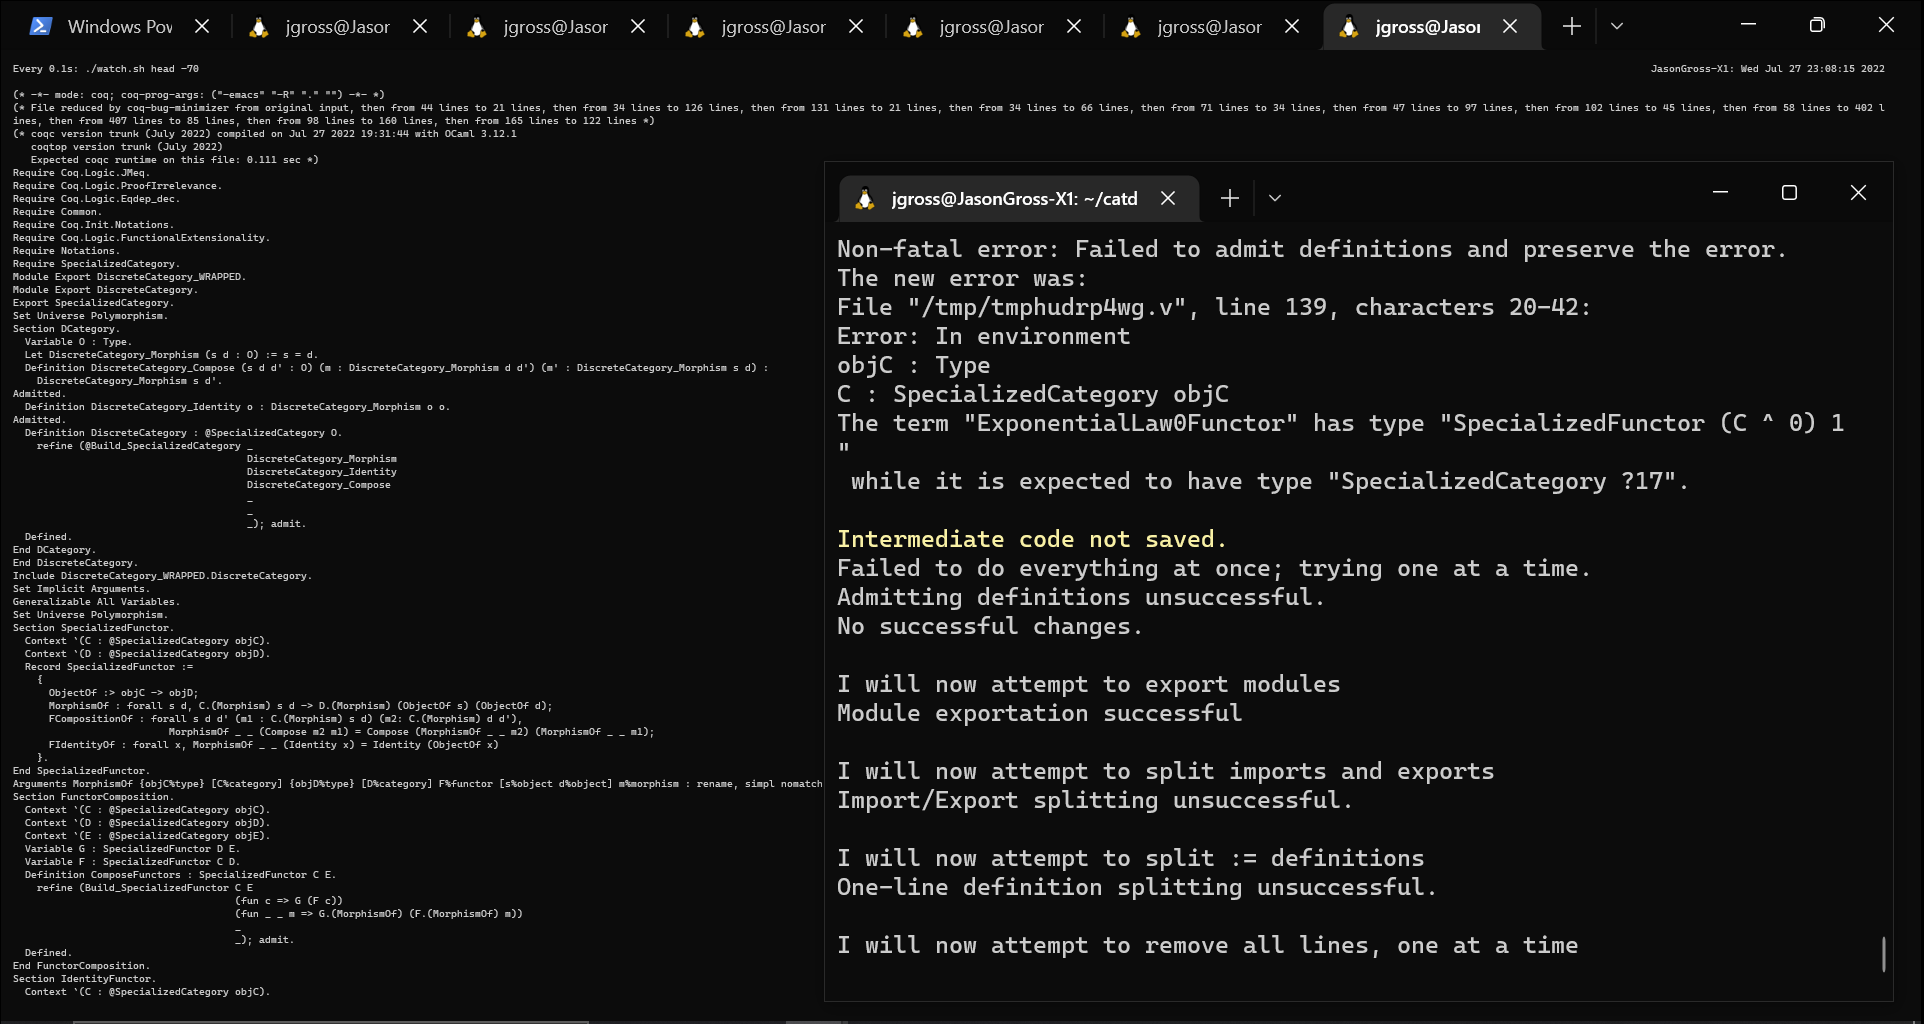 Windows Pow
jgross@Jason
jgross@Jason
jgross@Jason
jgross@Jason
jgross@Jason
jgross@Jason
Every 0.1s: ./watch.sh head -70
JasonGross-X1: Wed Jul 27 23:08:15 2022
(* -*- mode: coq; coq-prog-args: ("-emacs" "-R" "." "") -*- *)
(* File reduced by coq-bug-minimizer from original input, then from 44 lines to 21 lines, then from 34 lines to 126 lines, then from 131 lines to 21 lines, then from 34 lines to 66 lines, then from 71 lines to 34 lines, then from 47 lines to 97 lines, then from 102 lines to 45 lines, then from 58 lines to 402 l
ines, then from 407 lines to 85 lines, then from 98 lines to 160 lines, then from 165 lines to 122 lines *)
(* coqc version trunk (July 2022) compiled on Jul 27 2022 19:31:44 with OCaml 3.12.1
coqtop version trunk (July 2022)
Expected coqc runtime on this file: 0.111 sec *)
Require Coq.Logic.JMeq.
Require Coq.Logic.ProofIrrelevance.
Require Coq.Logic.Eqdep_dec.
Require Common.
Require Coq.Init.Notations.
Require Coq.Logic.FunctionalExtensionality.
Require Notations.
Require SpecializedCategory.
Module Export DiscreteCategory_WRAPPED.
Module Export DiscreteCategory.
Export SpecializedCategory.
Set Universe Polymorphism.
Section DCategory.
Variable O : Type.
Let DiscreteCategory_Morphism (s d : O) := s = d.
Definition DiscreteCategory_Compose (s d d' : O) (m : DiscreteCategory_Morphism d d') (m' : DiscreteCategory_Morphism s d) :
DiscreteCategory_Morphism s d'.
Admitted.
Definition DiscreteCategory_Identity o : DiscreteCategory_Morphism o o.
Admitted.
Definition DiscreteCategory : @SpecializedCategory O.
refine (@Build_SpecializedCategory _
DiscreteCategory_Morphism
DiscreteCategory_Identity
DiscreteCategory_Compose
_
_
_); admit.
Defined.
End DCategory.
End DiscreteCategory.
Include DiscreteCategory_WRAPPED.DiscreteCategory.
Set Implicit Arguments.
Generalizable All Variables.
Set Universe Polymorphism.
Section SpecializedFunctor.
Context `(C : @SpecializedCategory objC).
Context `(D : @SpecializedCategory objD).
Record SpecializedFunctor :=
{
ObjectOf :> objC -> objD;
MorphismOf : forall s d, C.(Morphism) s d -> D.(Morphism) (ObjectOf s) (ObjectOf d);
FCompositionOf : forall s d d' (m1 : C.(Morphism) s d) (m2: C.(Morphism) d d'),
MorphismOf _ _ (Compose m2 m1) = Compose (MorphismOf _ _ m2) (MorphismOf _ _ m1);
FIdentityOf : forall x, MorphismOf _ _ (Identity x) = Identity (ObjectOf x)
}.
End SpecializedFunctor.
Arguments MorphismOf {objC%type} [C%category] {objD%type} [D%category] F%functor [s%object d%object] m%morphism : rename, simpl nomatch
Section FunctorComposition.
Context `(C : @SpecializedCategory objC).
Context `(D : @SpecializedCategory objD).
Context `(E : @SpecializedCategory objE).
Variable G : SpecializedFunctor D E.
Variable F : SpecializedFunctor C D.
Definition ComposeFunctors : SpecializedFunctor C E.
refine (Build_SpecializedFunctor C E
(fun c => G (F c))
(fun _ _ m => G.(MorphismOf) (F.(MorphismOf) m))
_
_); admit.
Defined.
End FunctorComposition.
Section IdentityFunctor.
Context `(C : @SpecializedCategory objC).
jgross@JasonGross-X1: ~/catd
Non-fatal error: Failed to admit definitions and preserve the error.
The new error was:
File "/tmp/tmphudrp4wg.v", line 139, characters 20-42:
Error: In environment
objC : Type
C : SpecializedCategory objC
The term "ExponentialLaw0Functor" has type "SpecializedFunctor (C ^ 0) 1
"
while it is expected to have type "SpecializedCategory ?17".
Intermediate code not saved.
Failed to do everything at once; trying one at a time.
Admitting definitions unsuccessful.
No successful changes.
I will now attempt to export modules
Module exportation successful
I will now attempt to split imports and exports
Import/Export splitting unsuccessful.
I will now attempt to split := definitions
One-line definition splitting unsuccessful.
I will now attempt to remove all lines, one at a time